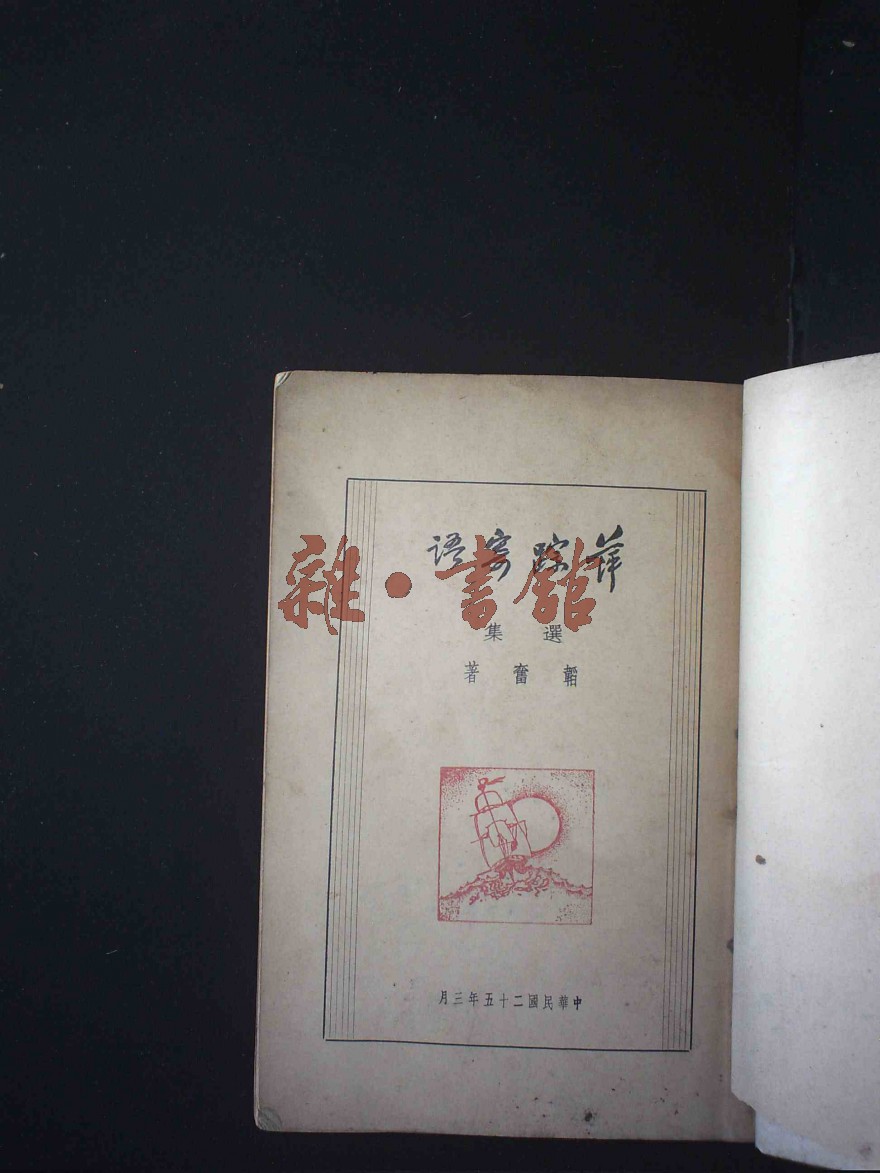 萍踪寄语
選集
韜奮著
中華民國二十五年三月
雜·書館